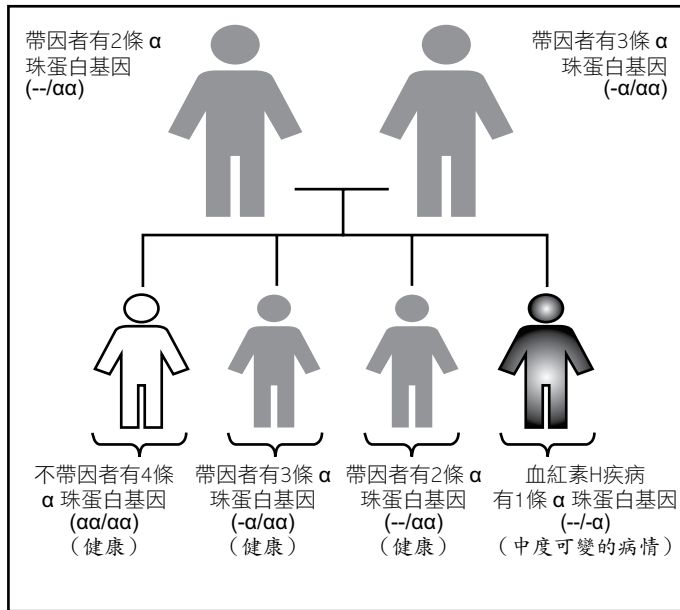 帶因者有2條 α
珠蛋白基因
(--/αα)
帶因者有3條 α
珠蛋白基因
(-α/αα)
不帶因者有4條
α 珠蛋白基因
(αα/αα)
（健康）
帶因者有3條 α
珠蛋白基因
(-α/αα)
（健康）
帶因者有2條 α
珠蛋白基因
(--/αα)
（健康）
血紅素H疾病
有1條 α 珠蛋白基因
(--/-α)
（中度可變的病情）